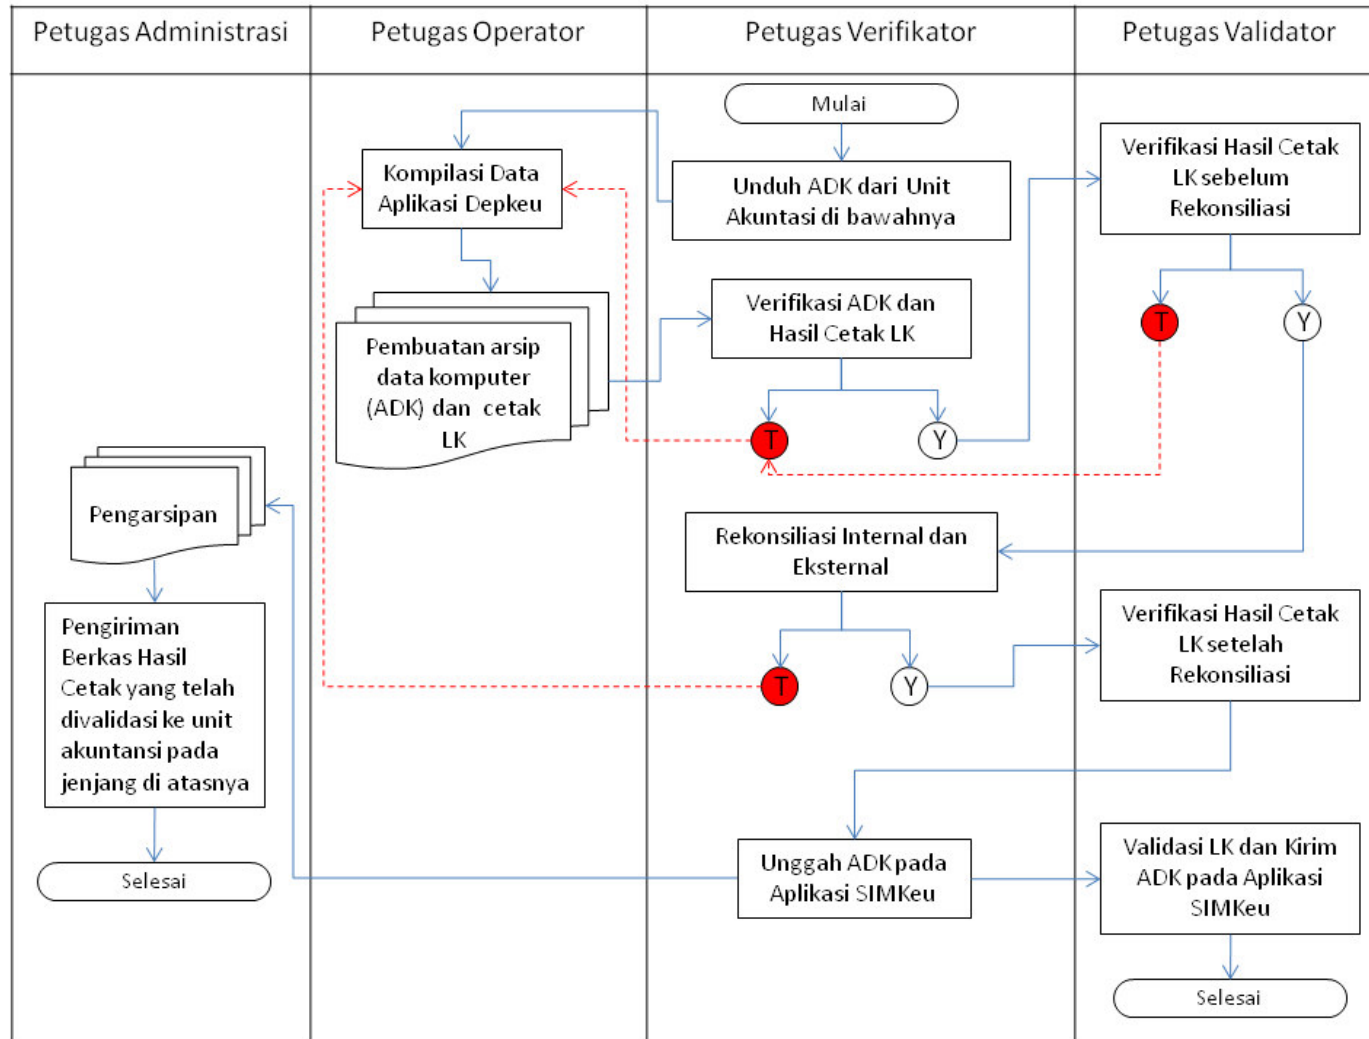 Petugas Administrasi
Petugas Operator
Petugas Verifikator
Petugas Validator
Mulai
Unduh ADK dari Unit
Akuntasi di bawahnya
Kompilasi Data
Aplikasi Depkeu
Pembuatan arsip
data komputer
(ADK) dan cetak
LK
Verifikasi ADK dan
Hasil Cetak LK
T
Y
Verifikasi Hasil Cetak
LK sebelum
Rekonsiliasi
T
Y
Rekonsiliasi Internal dan
Eksternal
T
Y
Verifikasi Hasil Cetak
LK setelah
Rekonsiliasi
Unggah ADK pada
Aplikasi SIMKeu
Validasi LK dan Kirim
ADK pada Aplikasi
SIMKeu
Selesai
Pengarsipan
Pengiriman
Berkas Hasil
Cetak yang telah
divalidasi ke unit
akuntansi pada
jenjang di atasnya
Selesai